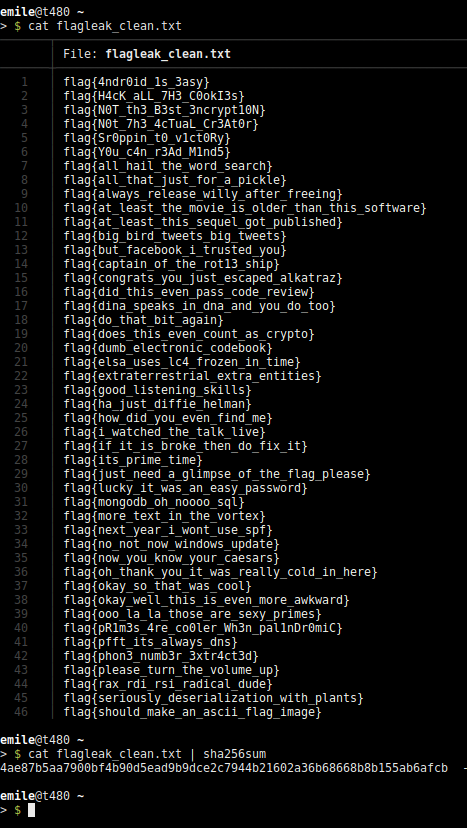 emile@t480 ~
> $ cat flagleak_clean.txt
File: flagleak_clean.txt
1 flag{4ndr0id_1s_3asy}
2 flag{H4cK_aLL_7H3_C0okI3s}
3 flag{N0T_th3_B3st_3ncrypt10N}
4 flag{N0t_7h3_4cTuaL_Cr3At0r}
5 flag{Sr0ppin_t0_v1ct0Ry}
6 flag{Y0u_c4n_r3Ad_M1nd5}
7 flag{all_hail_the_word_search}
8 flag{all_that_just_for_a_pickle}
9 flag{always_release_willy_after_freeing}
10 flag{at_least_the_movie_is_older_than_this_software}
11 flag{at_least_this_sequel_got_published}
12 flag{big_bird_tweets_big_tweets}
13 flag{but_facebook_i_trusted_you}
14 flag{captain_of_the_rot13_ship}
15 flag{congrats_you_just_escaped_alkatraz}
16 flag{did_this_even_pass_code_review}
17 flag{dina_speaks_in_dna_and_you_do_too}
18 flag{do_that_bit_again}
19 flag{does_this_even_count_as_crypto}
20 flag{dumb_electronic_codebook}
21 flag{elsa_uses_lc4_frozen_in_time}
22 flag{extraterrestrial_extra_entities}
23 flag{good_listening_skills}
24 flag{ha_just_diffie_helman}
25 flag{how_did_you_even_find_me}
26 flag{i_watched_the_talk_live}
27 flag{if_it_is_broke_then_do_fix_it}
28 flag{its_prime_time}
29 flag{just_need_a_glimpse_of_the_flag_please}
30 flag{lucky_it_was_an_easy_password}
31 flag{mongodb_oh_noooo_sql}
32 flag{more_text_in_the_vortex}
33 flag{next_year_i_wont_use_spf}
34 flag{no_not_now_windows_update}
35 flag{now_you_know_your_caesars}
36 flag{oh_thank_you_it_was_really_cold_in_here}
37 flag{okay_so_that_was_cool}
38 flag{okay_well_this_is_even_more_awkward}
39 flag{ooo_la_la_those_are_sexy_primes}
40 flag{pR1m3s_4re_co0ler_Wh3n_pal1nDr0miC}
41 flag{pfft_its_always_dns}
42 flag{phon3_numb3r_3xtr4ct3d}
43 flag{please_turn_the_volume_up}
44 flag{rax_rdi_rsi_radical_dude}
45 flag{seriously_deserialization_with_plants}
46 flag{should_make_an_ascii_flag_image}
emile@t480 ~
> $ cat flagleak_clean.txt | sha256sum
4ae87b5aa7900bf4b90d5ead9b9dce2c7944b21602a36b68668b8b155ab6afcb  -
emile@t480 ~
> $